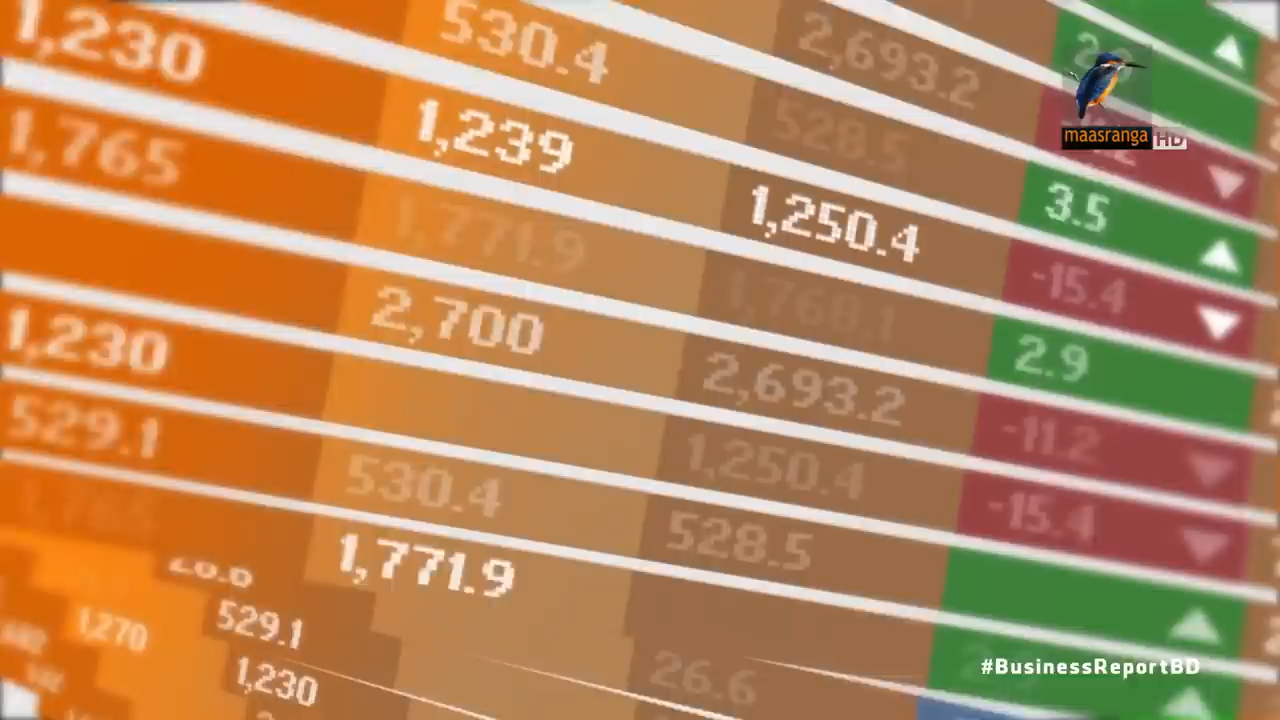 1,230 530.4 2,693.2
1,765 1,239 528.5
maasranga HD
1,771.9 1,250.4 3.5
1,768.1 -15.4
1,230 2,700 2,693.2 2.9
529.1 1,250.4 -11.2
530.4 528.5 -15.4
1,765 1,771.9
529.1
1,270
1,230 26.6
#BusinessReportBD